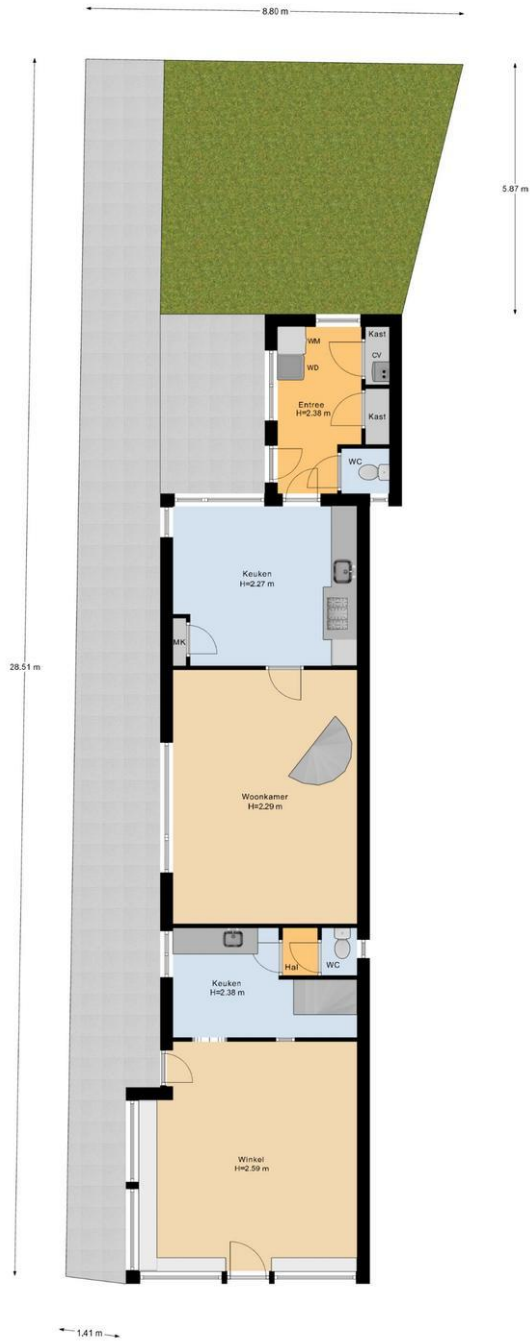 8.80 m
5.87 m
Kast
WM
CV
WD
Entree
H=2.38 m
Kast
WC
Keuken
H=2.27 m
MK
28.51 m
Woonkamer
H=2.29 m
Hal
WC
Keuken
H=2.38 m
Winkel
H=2.59 m
1.41 m